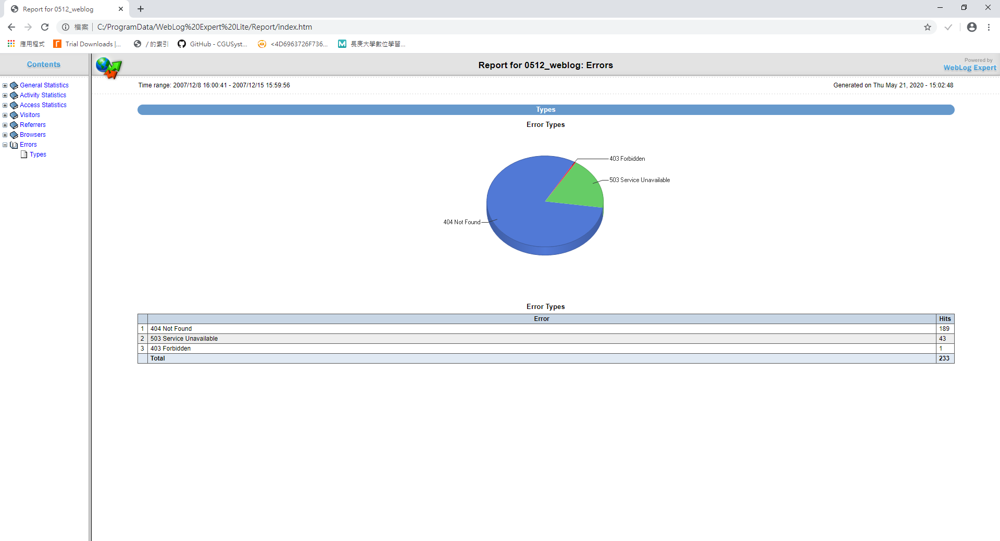 Report for 0512_weblog
檔案 C:/ProgramData/WebLog%20Expert%20Lite/Report/index.htm
應用程式 Trial Downloads |... / 的索引 GitHub - CGUSyst... <4D6963726F736... 長庚大學數位學習...
Contents
General Statistics
Activity Statistics
Access Statistics
Visitors
Referrers
Browsers
Errors
Types
Report for 0512_weblog: Errors
Powered by
WebLog Expert
Time range: 2007/12/8 16:00:41 - 2007/12/15 15:59:56
Generated on Thu May 21, 2020 - 15:02:48
Types
Error Types
403 Forbidden
503 Service Unavailable
404 Not Found
Error Types
Error Hits
1 404 Not Found 189
2 503 Service Unavailable 43
3 403 Forbidden 1
Total 233